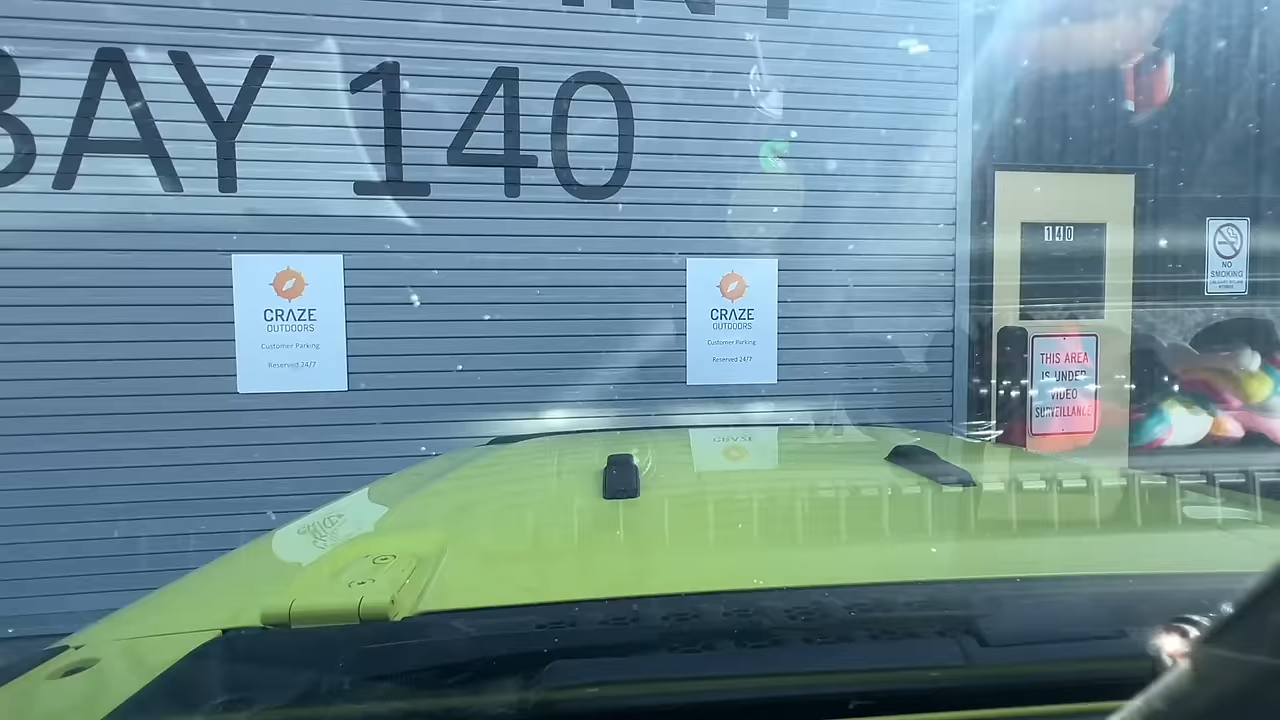 BAY 140
CRAZE
OUTDOORS
Customer Parking
Reserved 24/7
CRAZE
OUTDOORS
Customer Parking
Reserved 24/7
140
NO
SMOKING
THIS AREA
IS UNDER
VIDEO
SURVEILLANCE